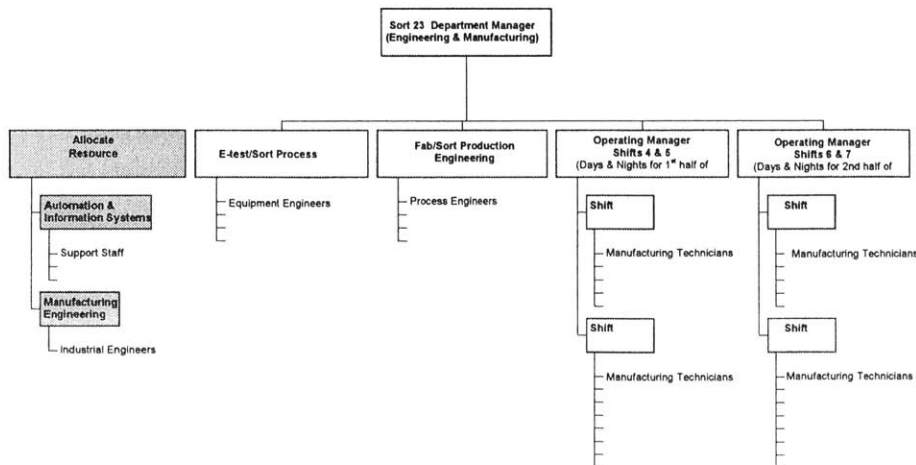 Sort 23 Department Manager
(Engineering & Manufacturing)
Allocate
Resource
E-test/Sort Process
Fab/Sort Production
Engineering
Operating Manager
Shifts 4 & 5
(Days & Nights for 1st half of
Operating Manager
Shifts 6 & 7
(Days & Nights for 2nd half of
Automation &
Information Systems
Support Staff
Manufacturing
Engineering
Industrial Engineers
Equipment Engineers
Process Engineers
Shift
Manufacturing Technicians
Shift
Manufacturing Technicians
Shift
Manufacturing Technicians
Shift
Manufacturing Technicians